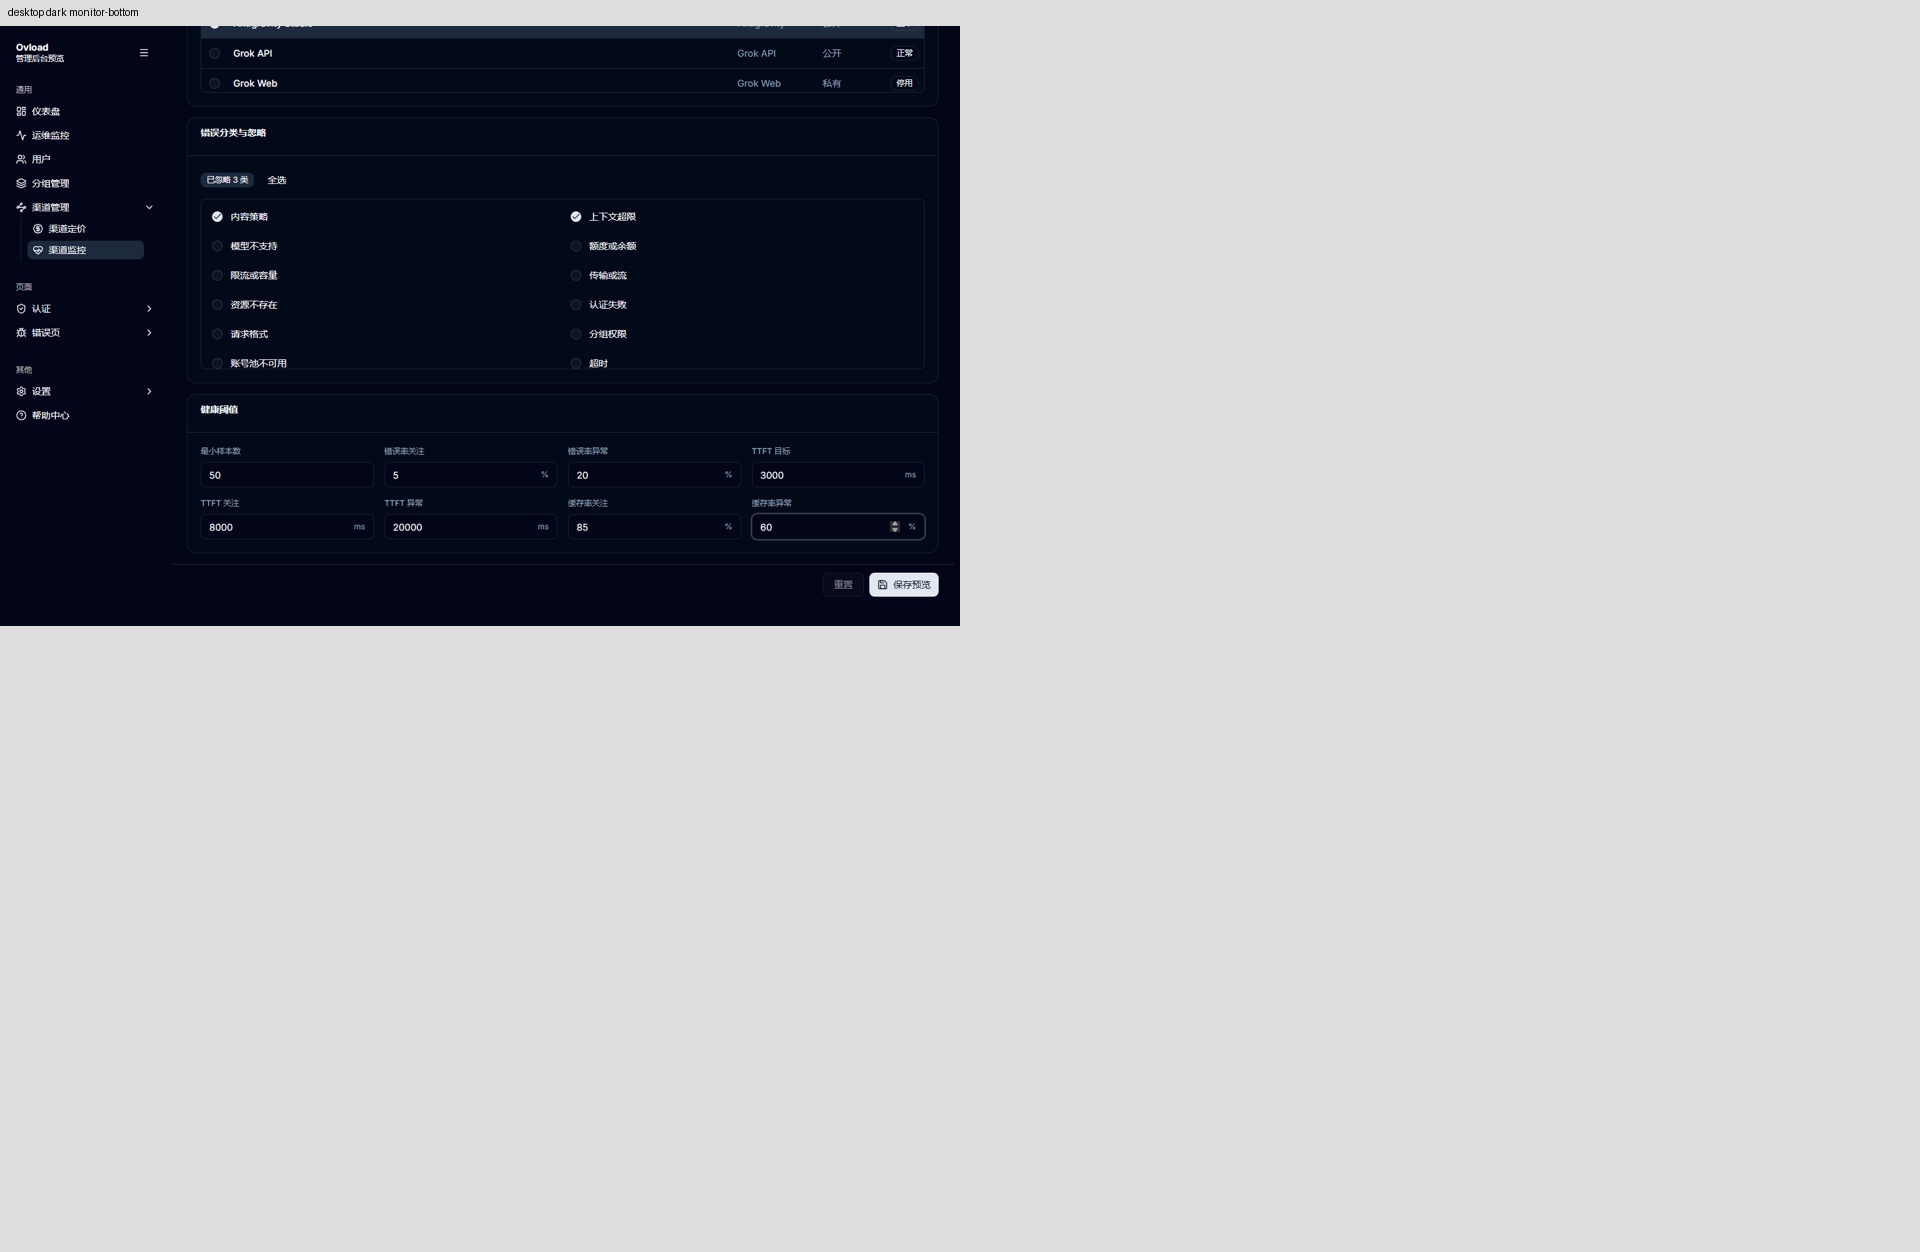 desktop dark monitor-bottom
Ovload
管理后台预览
通用
仪表盘
运维监控
用户
分组管理
渠道管理
渠道定价
渠道监控
页面
认证
错误页
其他
设置
帮助中心
Grok API Grok API 公开 正常
Grok Web Grok Web 私有 停用
错误分类与忽略
已忽略 3 类 全选
内容策略 上下文超限
模型不支持 额度或余额
限流或容量 传输或流
资源不存在 认证失败
请求格式 分组权限
账号池不可用 超时
健康阈值
最小样本数 错误率关注 错误率异常 TTFT 目标
50 5 % 20 % 3000 ms
TTFT 关注 TTFT 异常 缓存率关注 缓存率异常
8000 ms 20000 ms 85 % 60 %
重置 保存预览